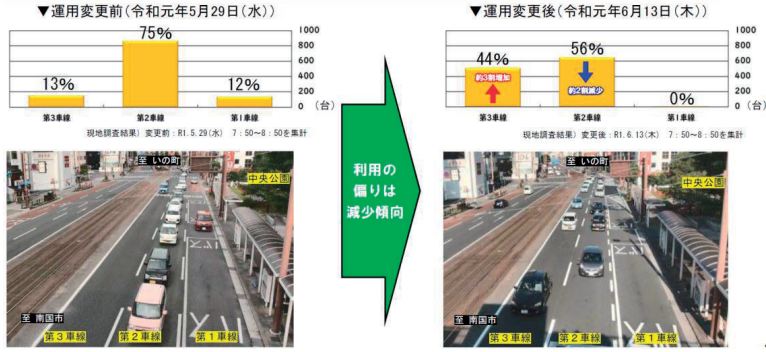 ▼運用変更前(令和元年5月29日(水))
75%
13%
12%
1000
800
600
400
200
0
(台)
第3車線
第2車線
第1車線
現地調査結果）変更前：R1.5.29(水)　7：50～8：50を集計
至 いの町
中央公園
バス
至 南国市
第3車線
第2車線
第1車線
利用の
偏りは
減少傾向
▼運用変更後(令和元年6月13日(木))
44%
56%
0%
約3割増加
約2割減少
1000
800
600
400
200
0
(台)
第3車線
第2車線
第1車線
現地調査結果）変更後：R1.6.13(木)　7：50～8：50を集計
至 いの町
中央公園
至 南国市
第3車線
第2車線
第1車線